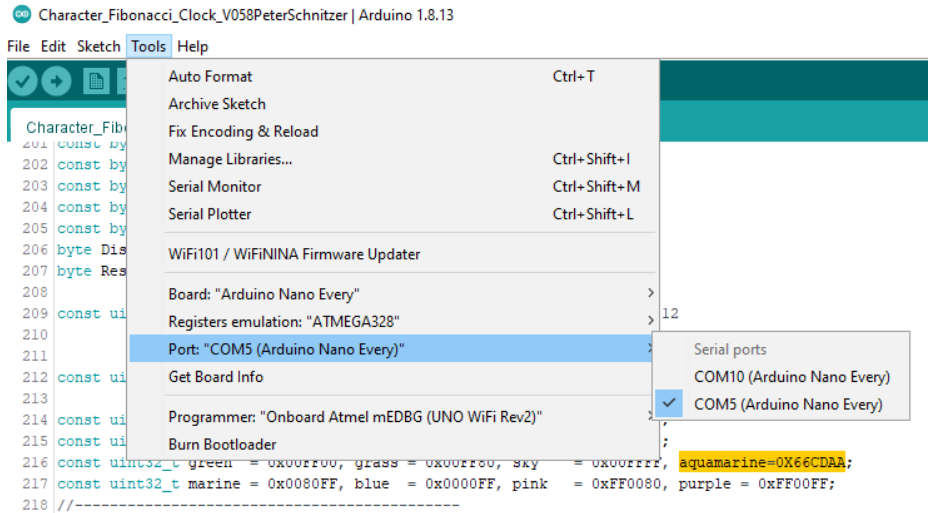 Character_Fibonacci_Clock_V058PeterSchnitzer | Arduino 1.8.13
File Edit Sketch Tools Help
Auto Format Ctrl+T
Archive Sketch
Fix Encoding & Reload
Manage Libraries... Ctrl+Shift+I
Serial Monitor Ctrl+Shift+M
Serial Plotter Ctrl+Shift+L
WiFi101 / WiFiNINA Firmware Updater
Board: "Arduino Nano Every"
Registers emulation: "ATMEGA328"
Port: "COM5 (Arduino Nano Every)"
Get Board Info
Programmer: "Onboard Atmel mEDBG (UNO WiFi Rev2)"
Burn Bootloader
Serial ports
COM10 (Arduino Nano Every)
COM5 (Arduino Nano Every)
Character_Fib
201 const by
202 const by
203 const by
204 const by
205 const by
206 byte Dis
207 byte Res
208
209 const ui 12
210
211
212 const ui
213
214 const ui ;
215 const ui ;
216 const uint32_t green = 0x00FF00, grass = 0x00FF80, sky = 0x00FFFF, aquamarine=0X66CDAA;
217 const uint32_t marine = 0x0080FF, blue = 0x0000FF, pink = 0xFF0080, purple = 0xFF00FF;
218 //--------------------------------------------